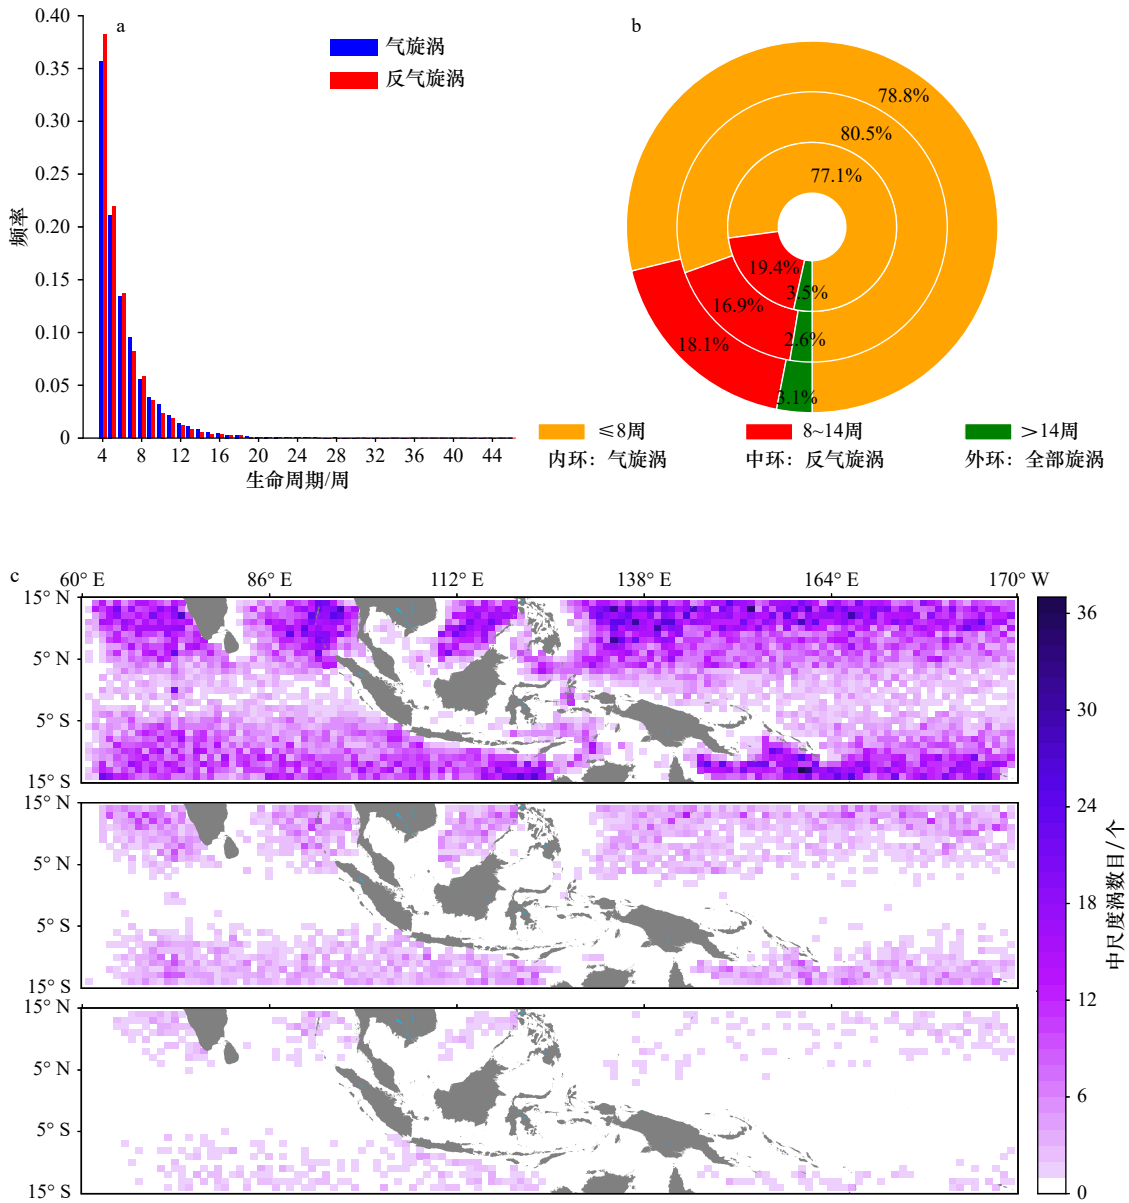 a
0.40
0.35
0.30
0.25
0.20
0.15
0.10
0.05
0
频率
4 8 12 16 20 24 28 32 36 40 44
生命周期/周
气旋涡
反气旋涡
b
78.8%
80.5%
77.1%
19.4%
3.5%
16.9%
2.6%
18.1%
3.1%
≤8周 8~14周 >14周
内环：气旋涡 中环：反气旋涡 外环：全部旋涡
c
60° E 86° E 112° E 138° E 164° E 170° W
15° N
5° N
5° S
15° S
15° N
5° N
5° S
15° S
15° N
5° N
5° S
15° S
36
30
24
18
12
6
0
中尺度涡数目/个